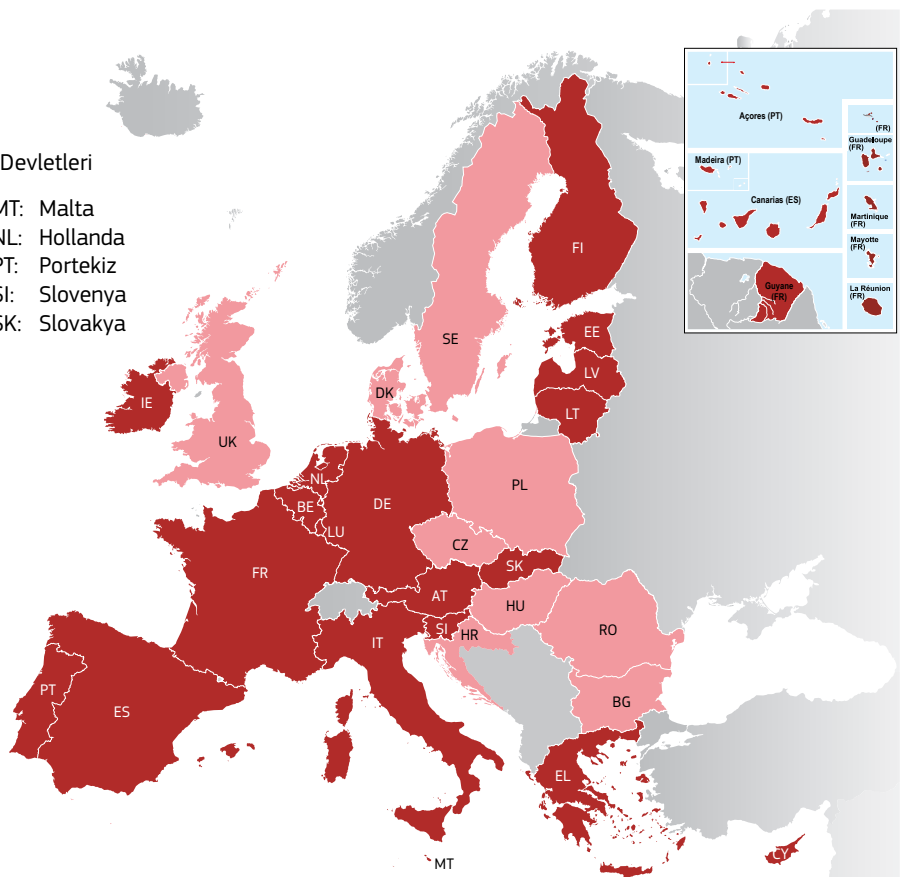 Devletleri
MT: Malta
NL: Hollanda
PT: Portekiz
SI: Slovenya
SK: Slovakya
Açores (PT)
Madeira (PT)
Canarias (ES)
Guyane
(FR)
(FR)
Guadeloupe
(FR)
Martinique
(FR)
Mayotte
(FR)
La Réunion
(FR)
FI
SE
EE
LV
LT
DK
IE
UK
NL
BE
LU
DE
PL
CZ
SK
FR
AT
HU
SI
HR
RO
IT
BG
PT
ES
EL
MT
CY